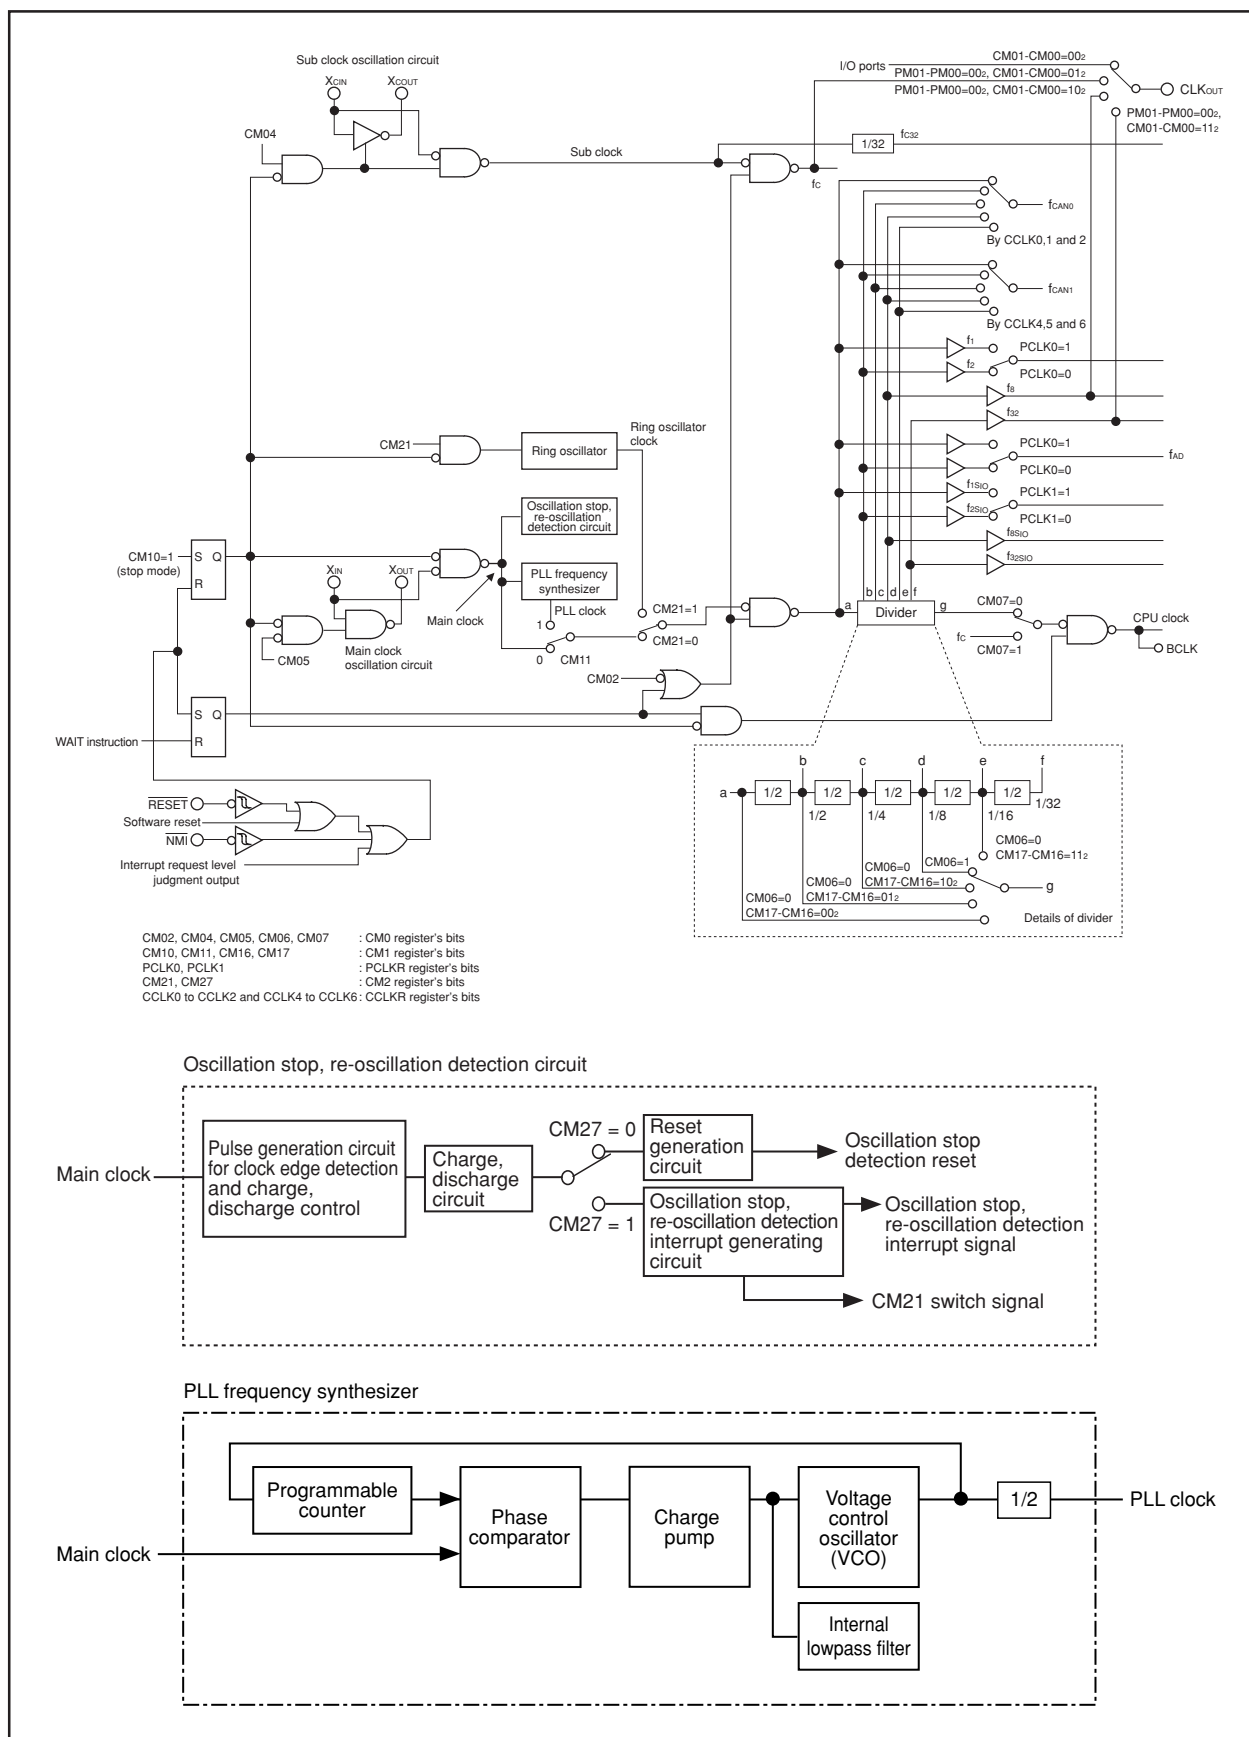 Sub clock oscillation circuit
XCIN
XCOUT
CM04
Sub clock
I/O ports
CM01-CM00=002
PM01-PM00=002, CM01-CM00=012
PM01-PM00=002, CM01-CM00=102
CLKOUT
PM01-PM00=002,
CM01-CM00=112
fC32
1/32
fC
fCAN0
By CCLK0,1 and 2
fCAN1
By CCLK4,5 and 6
f1
PCLK0=1
f2
PCLK0=0
f8
f32
PCLK0=1
fAD
PCLK0=0
f1SIO
PCLK1=1
f2SIO
PCLK1=0
f8SIO
f32SIO
CM21
Ring oscillator
Ring oscillator
clock
Oscillation stop,
re-oscillation
detection circuit
CM10=1
(stop mode)
S Q
R
XIN
XOUT
PLL frequency
synthesizer
Main clock
PLL clock
1
0
CM11
CM21=1
CM21=0
CM05
Main clock
oscillation circuit
CM02
a
b c d e f
Divider
g
CM07=0
fC
CM07=1
CPU clock
BCLK
S Q
R
WAIT instruction
RESET
Software reset
NMI
Interrupt request level
judgment output
b c d e f
a
1/2 1/2 1/2 1/2 1/2
1/2 1/4 1/8 1/16 1/32
CM06=0
CM17-CM16=112
CM06=1
CM06=0
CM17-CM16=102
CM06=0
CM17-CM16=012
CM06=0
CM17-CM16=002
g
Details of divider
CM02, CM04, CM05, CM06, CM07 : CM0 register's bits
CM10, CM11, CM16, CM17 : CM1 register's bits
PCLK0, PCLK1 : PCLKR register's bits
CM21, CM27 : CM2 register's bits
CCLK0 to CCLK2 and CCLK4 to CCLK6 : CCLKR register's bits
Oscillation stop, re-oscillation detection circuit
Main clock
Pulse generation circuit
for clock edge detection
and charge,
discharge control
Charge,
discharge
circuit
CM27 = 0
CM27 = 1
Reset
generation
circuit
Oscillation stop
detection reset
Oscillation stop,
re-oscillation detection
interrupt generating
circuit
Oscillation stop,
re-oscillation detection
interrupt signal
CM21 switch signal
PLL frequency synthesizer
Programmable
counter
Main clock
Phase
comparator
Charge
pump
Voltage
control
oscillator
(VCO)
1/2
PLL clock
Internal
lowpass filter